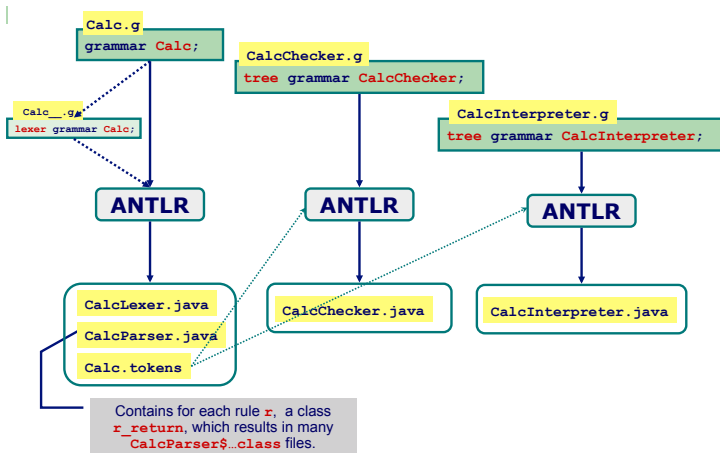 Calc.g
grammar Calc;
Calc__.g
lexer grammar Calc;
CalcChecker.g
tree grammar CalcChecker;
CalcInterpreter.g
tree grammar CalcInterpreter;
ANTLR
ANTLR
ANTLR
CalcLexer.java
CalcParser.java
Calc.tokens
CalcChecker.java
CalcInterpreter.java
Contains for each rule r, a class
r_return, which results in many
CalcParser$…class files.